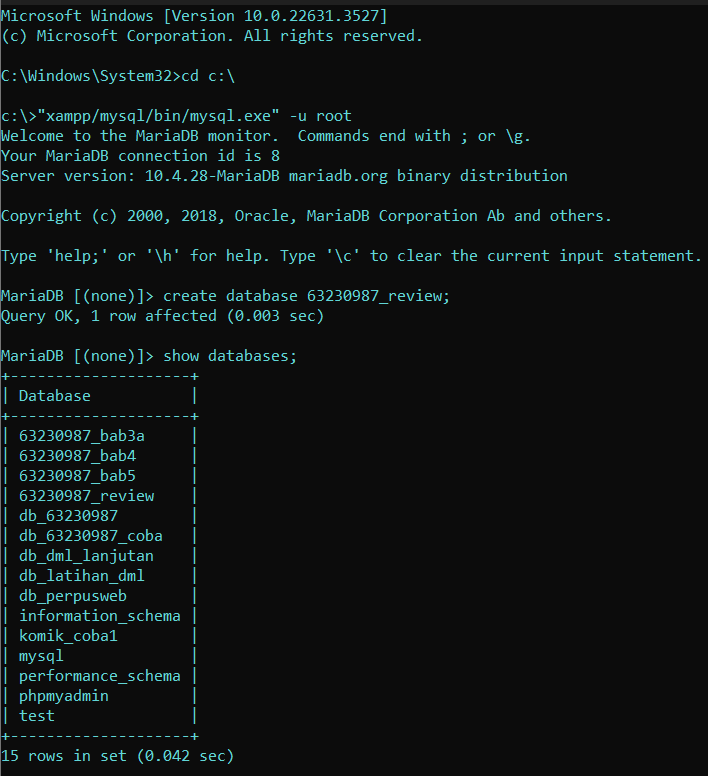 Microsoft Windows [Version 10.0.22631.3527]
(c) Microsoft Corporation. All rights reserved.
C:\Windows\System32>cd c:\
c:\>"xampp/mysql/bin/mysql.exe" -u root
Welcome to the MariaDB monitor.  Commands end with ; or \g.
Your MariaDB connection id is 8
Server version: 10.4.28-MariaDB mariadb.org binary distribution
Copyright (c) 2000, 2018, Oracle, MariaDB Corporation Ab and others.
Type 'help;' or '\h' for help. Type '\c' to clear the current input statement.
MariaDB [(none)]> create database 63230987_review;
Query OK, 1 row affected (0.003 sec)
MariaDB [(none)]> show databases;
+--------------------+
| Database           |
+--------------------+
| 63230987_bab3a     |
| 63230987_bab4      |
| 63230987_bab5      |
| 63230987_review    |
| db_63230987        |
| db_63230987_coba   |
| db_dml_lanjutan    |
| db_latihan_dml     |
| db_perpusweb       |
| information_schema |
| komik_coba1        |
| mysql              |
| performance_schema |
| phpmyadmin         |
| test               |
+--------------------+
15 rows in set (0.042 sec)